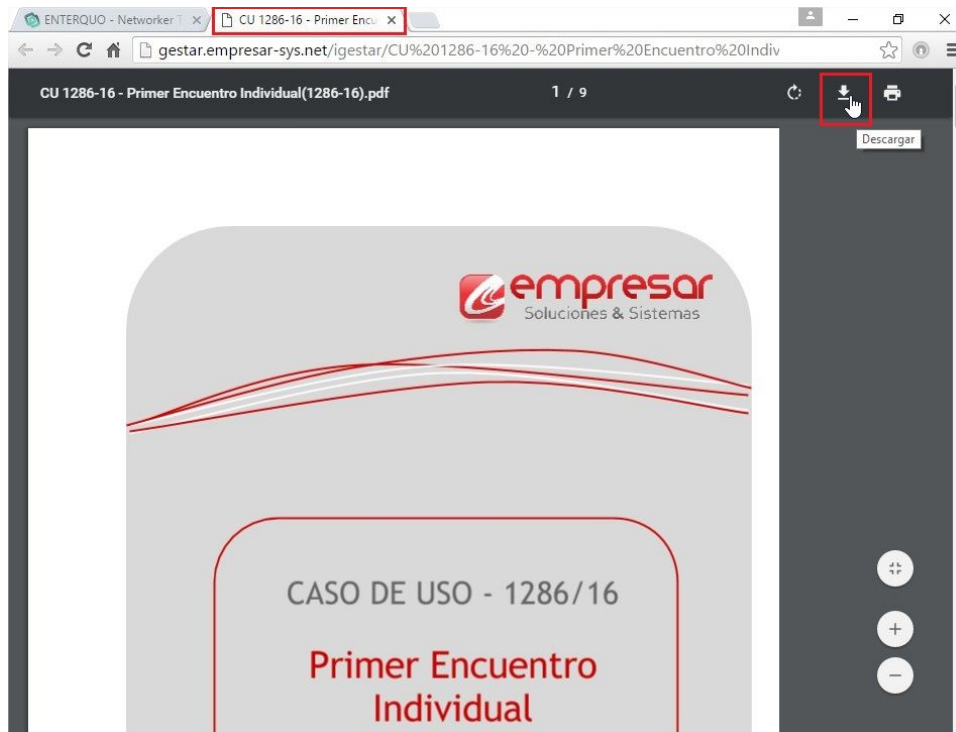 ENTERQUO - Networker T
CU 1286-16 - Primer Encu
gestar.empresar-sys.net/igestar/CU%201286-16%20-%20Primer%20Encuentro%20Indiv
CU 1286-16 - Primer Encuentro Individual(1286-16).pdf 1 / 9
Descargar
empresar
Soluciones & Sistemas
CASO DE USO - 1286/16
Primer Encuentro
Individual